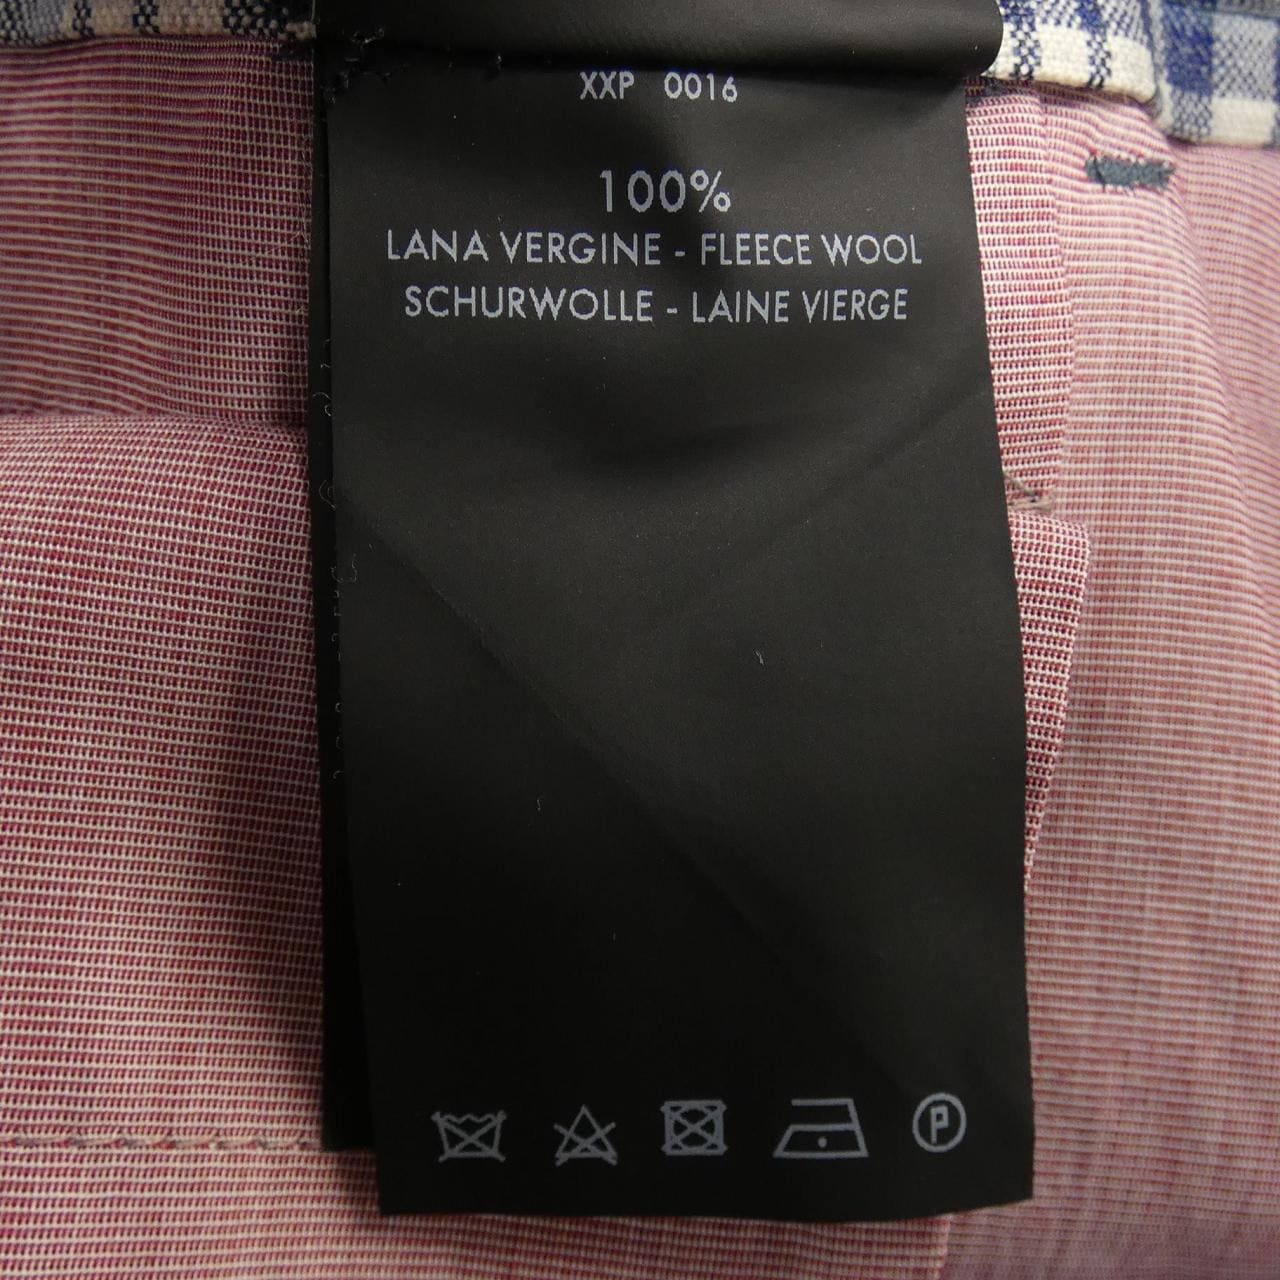 XXP 0016
100%
LANA VERGINE - FLEECE WOOL
SCHURWOLLE - LAINE VIERGE
P